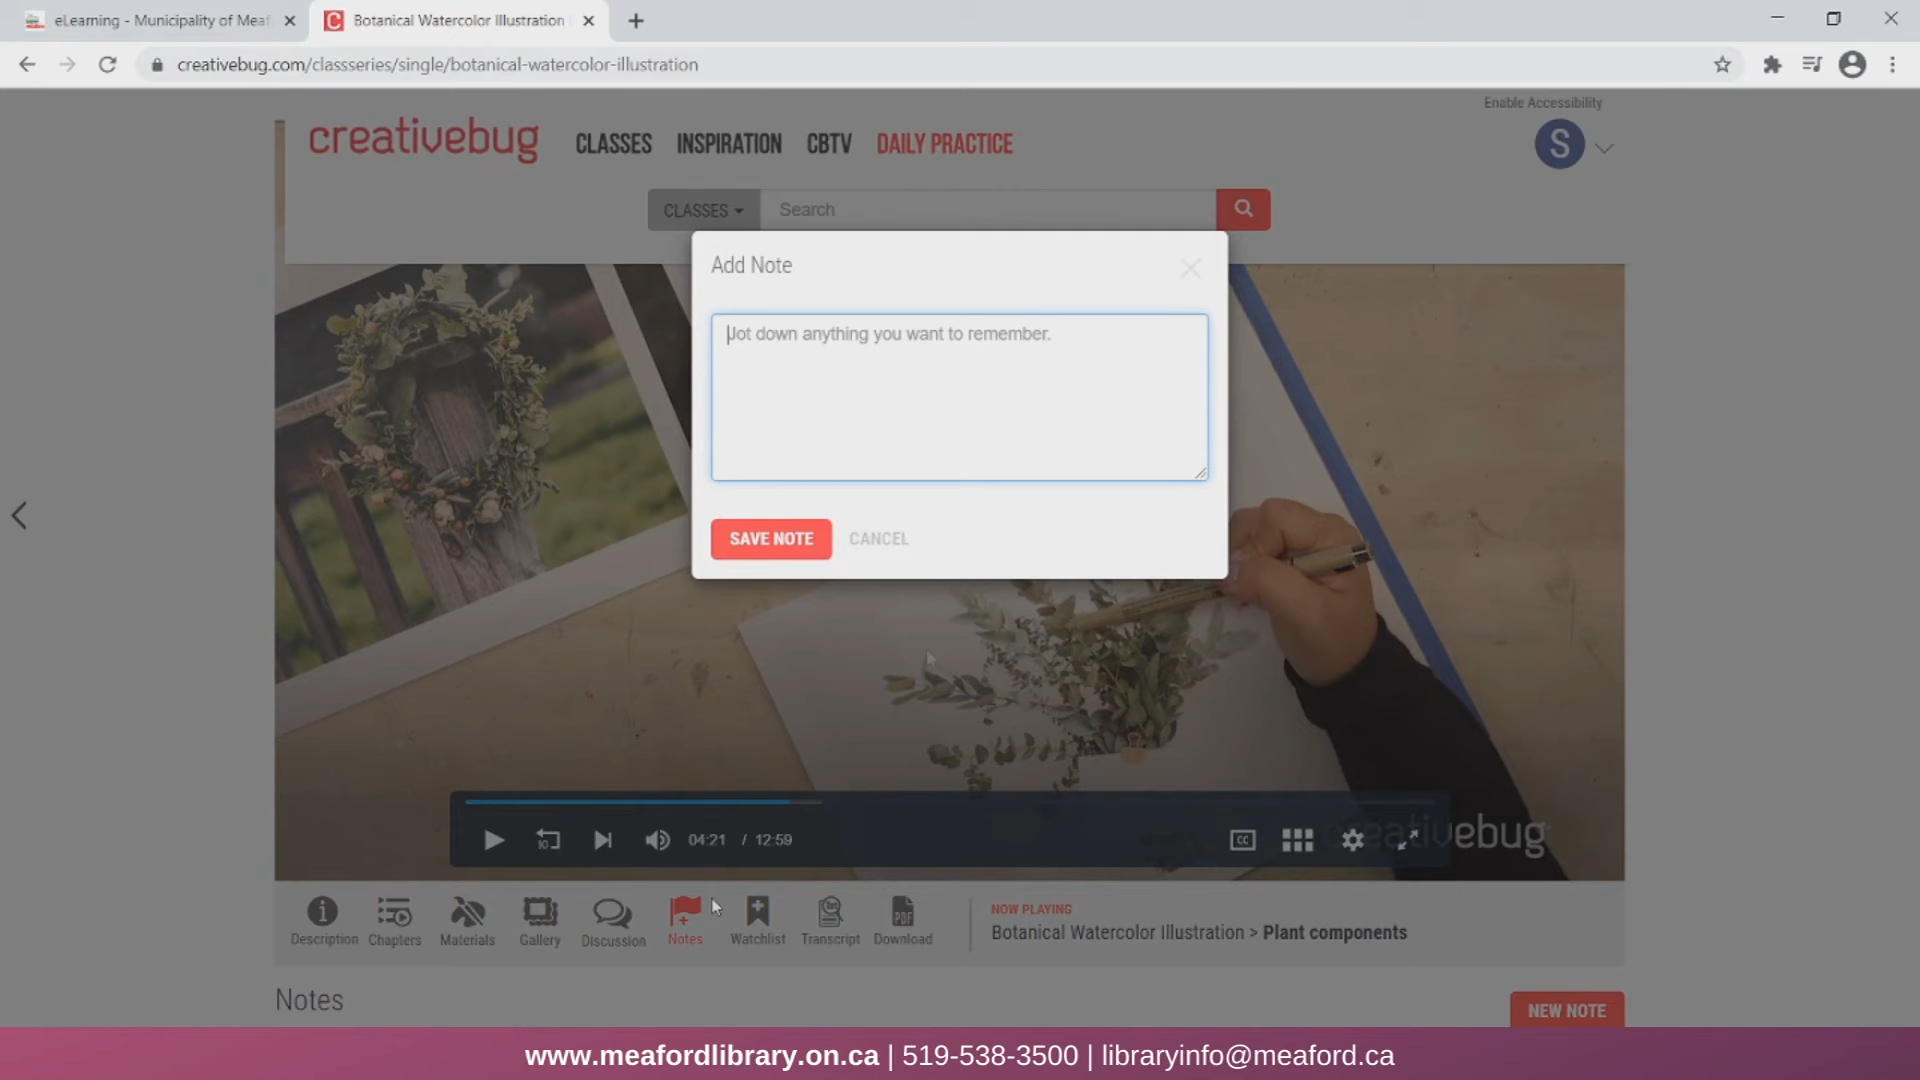 eLearning - Municipality of Meaf
Botanical Watercolor Illustration
creativebug.com/classseries/single/botanical-watercolor-illustration
Enable Accessibility
creativebug
CLASSES
INSPIRATION
CBTV
DAILY PRACTICE
S
CLASSES
Search
Add Note
Jot down anything you want to remember.
SAVE NOTE
CANCEL
04:21 / 12:59
CC
creativebug
Description
Chapters
Materials
Gallery
Discussion
Notes
Watchlist
Transcript
PDF
Download
NOW PLAYING
Botanical Watercolor Illustration > Plant components
Notes
NEW NOTE
www.meafordlibrary.on.ca | 519-538-3500 | libraryinfo@meaford.ca